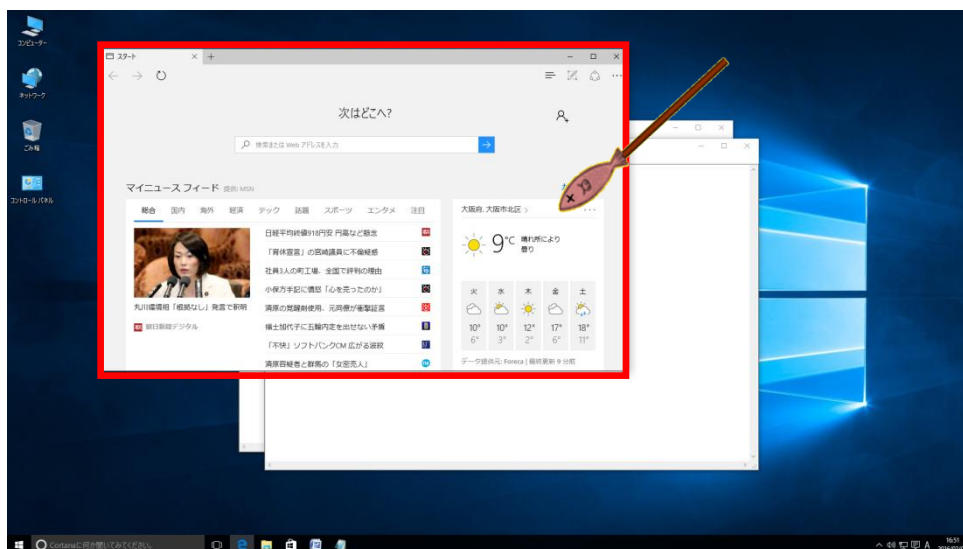 コンピューター
ネットワーク
ごみ箱
コントロール パネル
スタート
次はどこへ?
検索または Web アドレスを入力
マイニュース フィード 提供: MSN
総合 国内 海外 経済 テック 話題 スポーツ エンタメ 注目
日経平均終値918円安 円高など懸念
「育休宣言」の宮崎議員に不倫疑惑
社員3人の町工場、全国で評判の理由
小保方手記に憤怒「心を売ったのか」
清原の覚醒剤使用、元同僚が衝撃証言
福士加代子に五輪内定を出せない矛盾
「不快」ソフトバンクCM 広がる波紋
清原容疑者と群馬の「女密売人」
丸川環境相「根拠なし」発言で釈明
朝日新聞デジタル
大阪府, 大阪市北区 >
9°C 晴れ所により曇り
火 水 木 金 土
10° 10° 12° 17° 18°
6° 3° 2° 6° 11°
データ提供元: Foreca | 最終更新 9 分前
Cortanaに何か聞いてみてください。
A
16:51